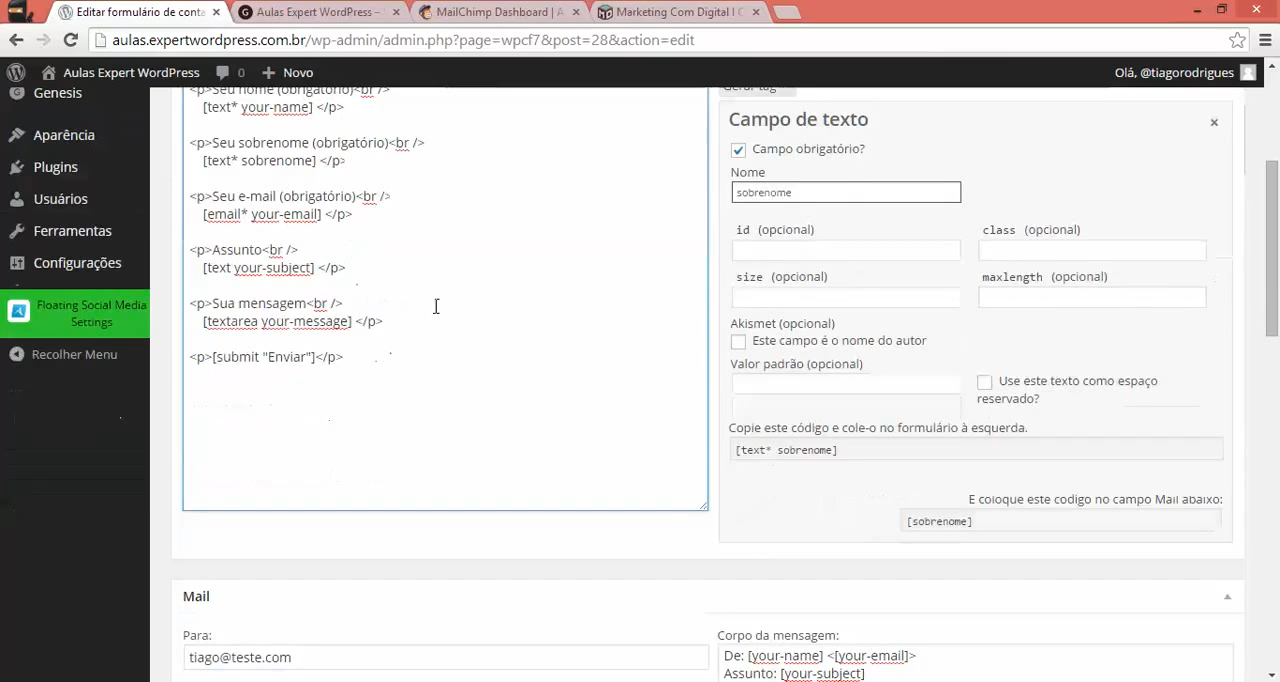 Editar formulário de conta
Aulas Expert WordPress –
MailChimp Dashboard | A
Marketing Com Digital | C
aulas.expertwordpress.com.br/wp-admin/admin.php?page=wpcf7&post=28&action=edit
Aulas Expert WordPress
0
Novo
Olá, @tiagorodrigues
Genesis
Aparência
Plugins
Usuários
Ferramentas
Configurações
Floating Social Media
Settings
Recolher Menu
<p>Seu nome (obrigatório)<br />
[text* your-name] </p>
<p>Seu sobrenome (obrigatório)<br />
[text* sobrenome] </p>
<p>Seu e-mail (obrigatório)<br />
[email* your-email] </p>
<p>Assunto<br />
[text your-subject] </p>
<p>Sua mensagem<br />
[textarea your-message] </p>
<p>[submit "Enviar"]</p>
Gerar tag
Campo de texto
×
Campo obrigatório?
Nome
sobrenome
id (opcional)
class (opcional)
size (opcional)
maxlength (opcional)
Akismet (opcional)
Este campo é o nome do autor
Valor padrão (opcional)
Use este texto como espaço
reservado?
Copie este código e cole-o no formulário à esquerda.
[text* sobrenome]
E coloque este codigo no campo Mail abaixo:
[sobrenome]
Mail
Para:
tiago@teste.com
Corpo da mensagem:
De: [your-name] <[your-email]>
Assunto: [your-subject]